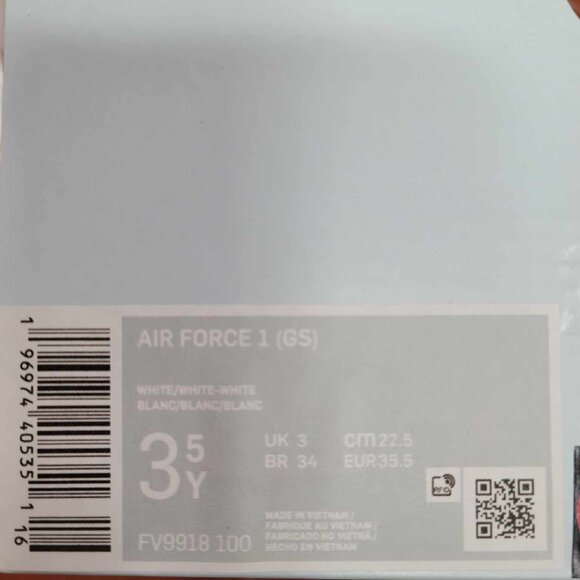 AIR FORCE 1 (GS)
WHITE/WHITE-WHITE
BLANC/BLANC/BLANC
3 5 Y
UK 3 cm 22.5
BR 34 EUR 35.5
RFID
MADE IN VIETNAM /
FABRIQUE AU VIETNAM /
FABRICADO NO VIETNÃ /
HECHO EN VIETNAM
FV9918 100
1 96974 40535 1 16